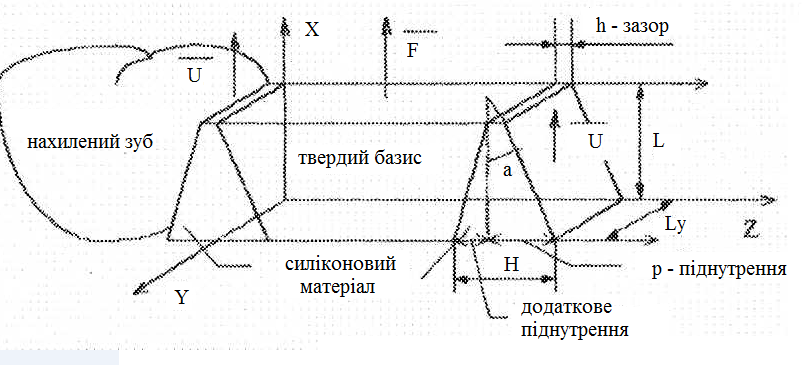 X
h - зазор
F
U
нахилений зуб
твердий базис
U
L
a
Ly
Z
силіконовий
матеріал
H
p - піднутрення
Y
додаткове
піднутрення